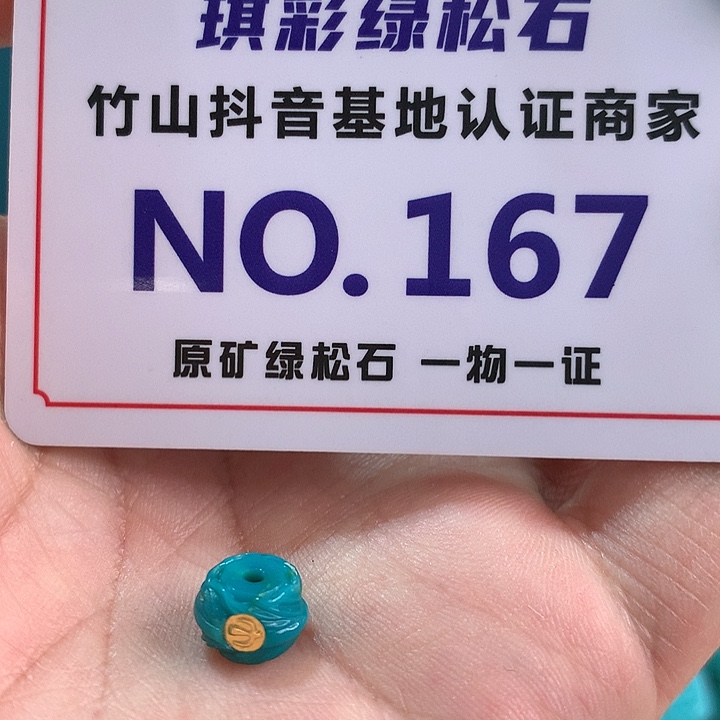 琪彩绿松石
竹山抖音基地认证商家
NO.167
原矿绿松石 一物一证